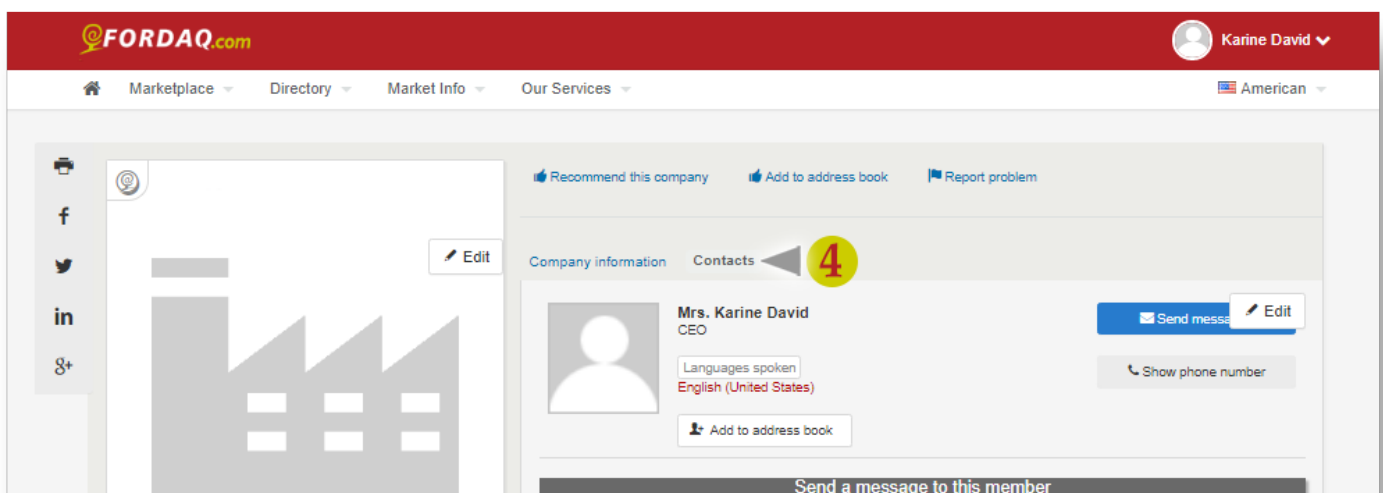 FORDAQ.com
Karine David
Marketplace
Directory
Market Info
Our Services
American
Recommend this company
Add to address book
Report problem
f
in
g+
Edit
Company information
Contacts
4
Mrs. Karine David
CEO
Languages spoken
English (United States)
Add to address book
Send messa
Edit
Show phone number
Send a message to this member